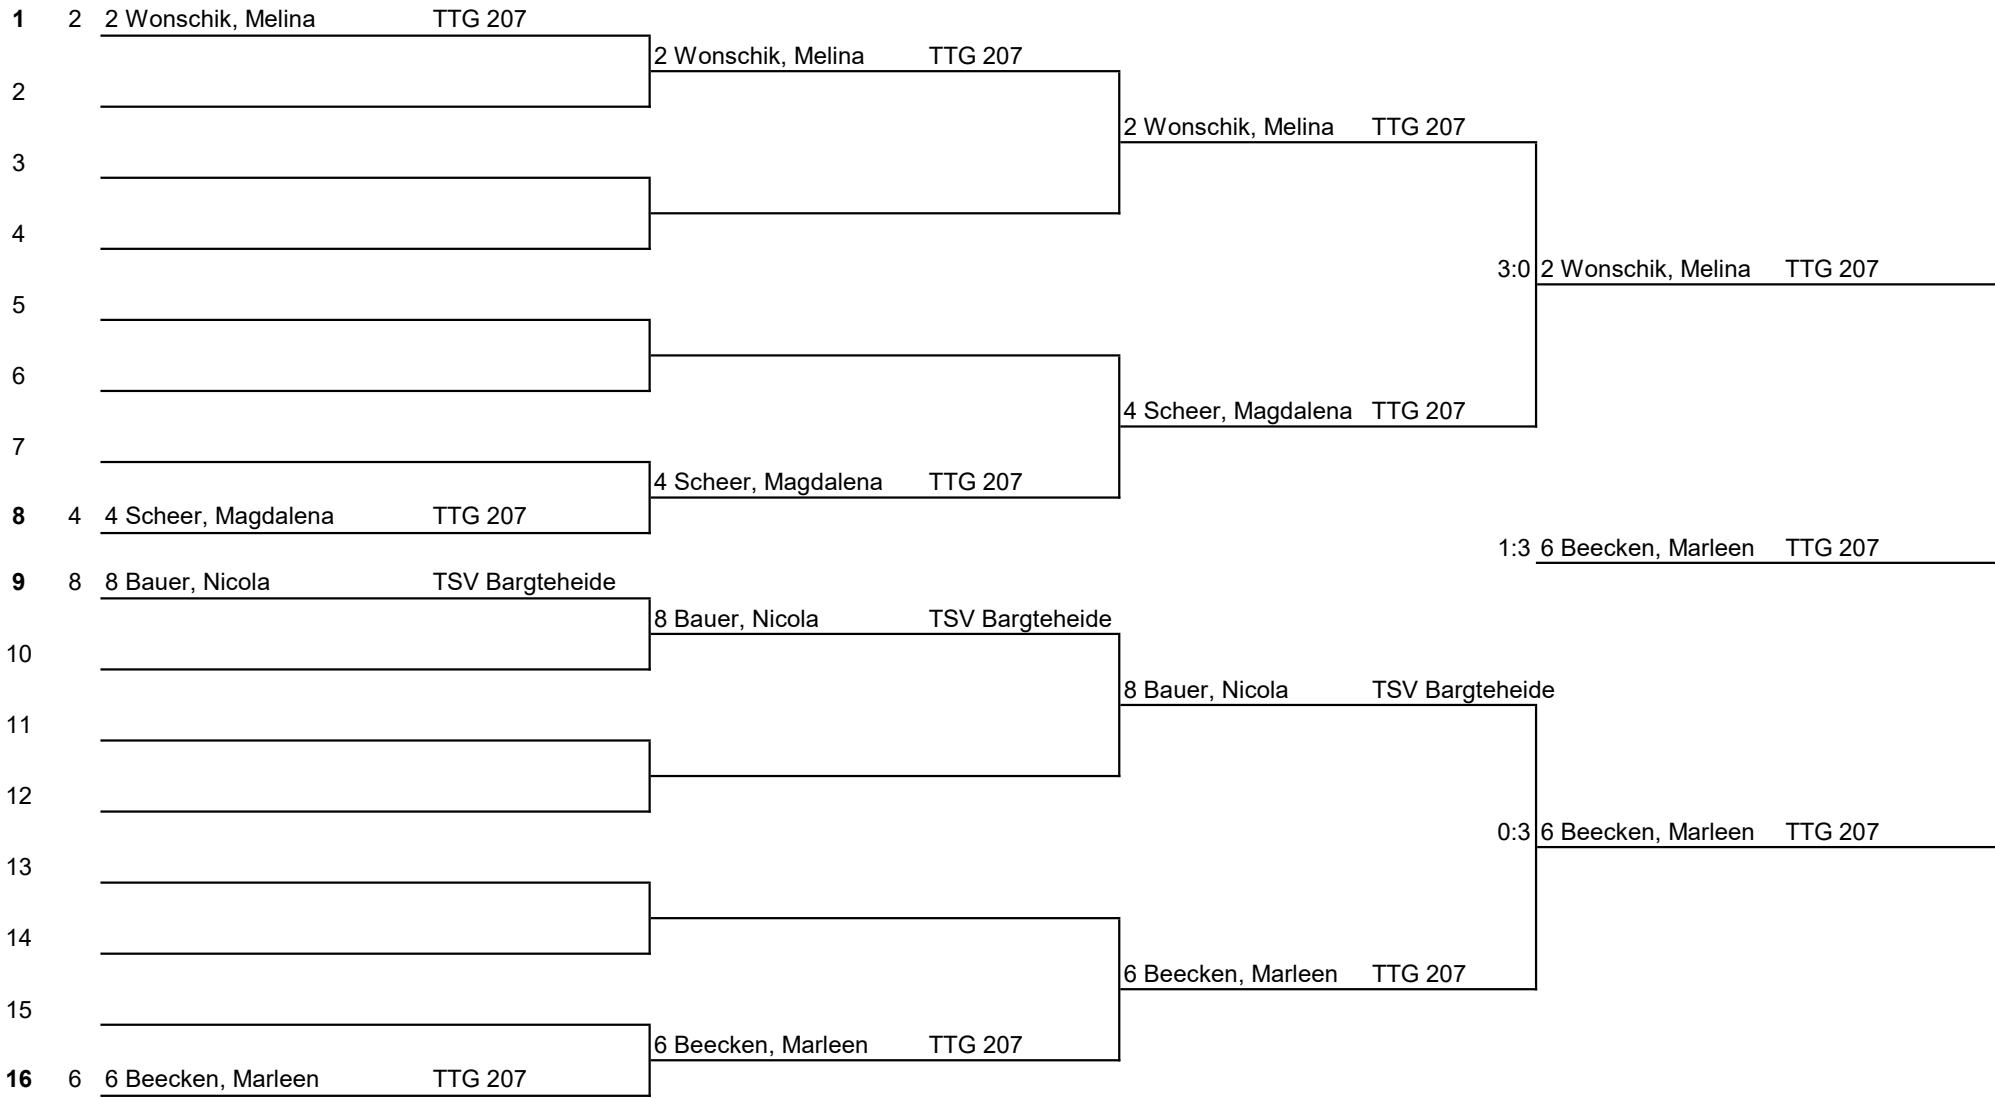 1 2 2 Wonschik, Melina TTG 207
2 Wonschik, Melina TTG 207
2
2 Wonschik, Melina TTG 207
3
4
3:0 2 Wonschik, Melina TTG 207
5
6
4 Scheer, Magdalena TTG 207
7
4 Scheer, Magdalena TTG 207
8 4 4 Scheer, Magdalena TTG 207
1:3 6 Beecken, Marleen TTG 207
9 8 8 Bauer, Nicola TSV Bargteheide
8 Bauer, Nicola TSV Bargteheide
10
8 Bauer, Nicola TSV Bargteheide
11
12
0:3 6 Beecken, Marleen TTG 207
13
14
6 Beecken, Marleen TTG 207
15
6 Beecken, Marleen TTG 207
16 6 6 Beecken, Marleen TTG 207